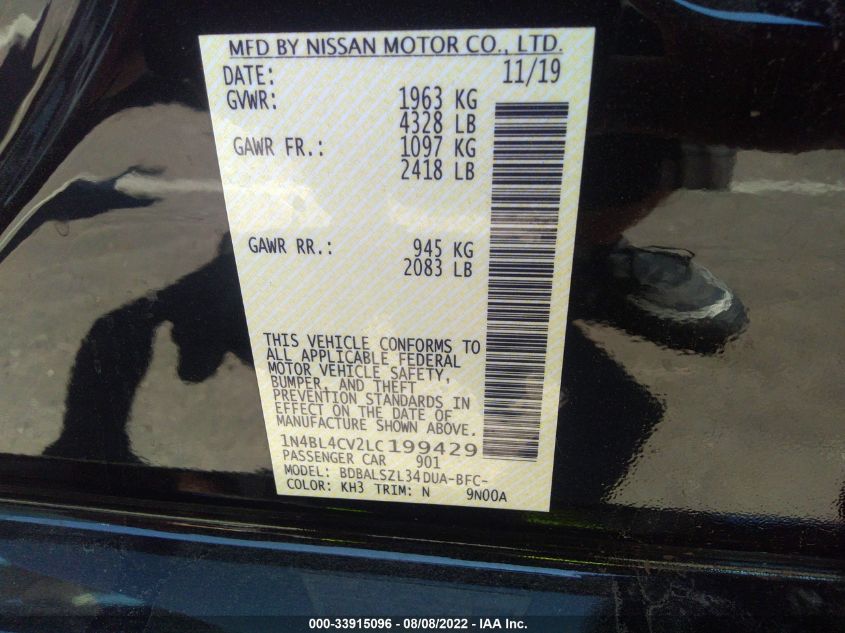 MFD BY NISSAN MOTOR CO., LTD.
DATE: 11/19
GVWR: 1963 KG
4328 LB
GAWR FR.: 1097 KG
2418 LB
GAWR RR.: 945 KG
2083 LB
THIS VEHICLE CONFORMS TO
ALL APPLICABLE FEDERAL
MOTOR VEHICLE SAFETY,
BUMPER, AND THEFT
PREVENTION STANDARDS IN
EFFECT ON THE DATE OF
MANUFACTURE SHOWN ABOVE.
1N4BL4CV2LC199429
PASSENGER CAR 901
MODEL: BDBALSZL34DUA-BFC-
COLOR: KH3 TRIM: N 9N00A
000-33915096 - 08/08/2022 - IAA Inc.